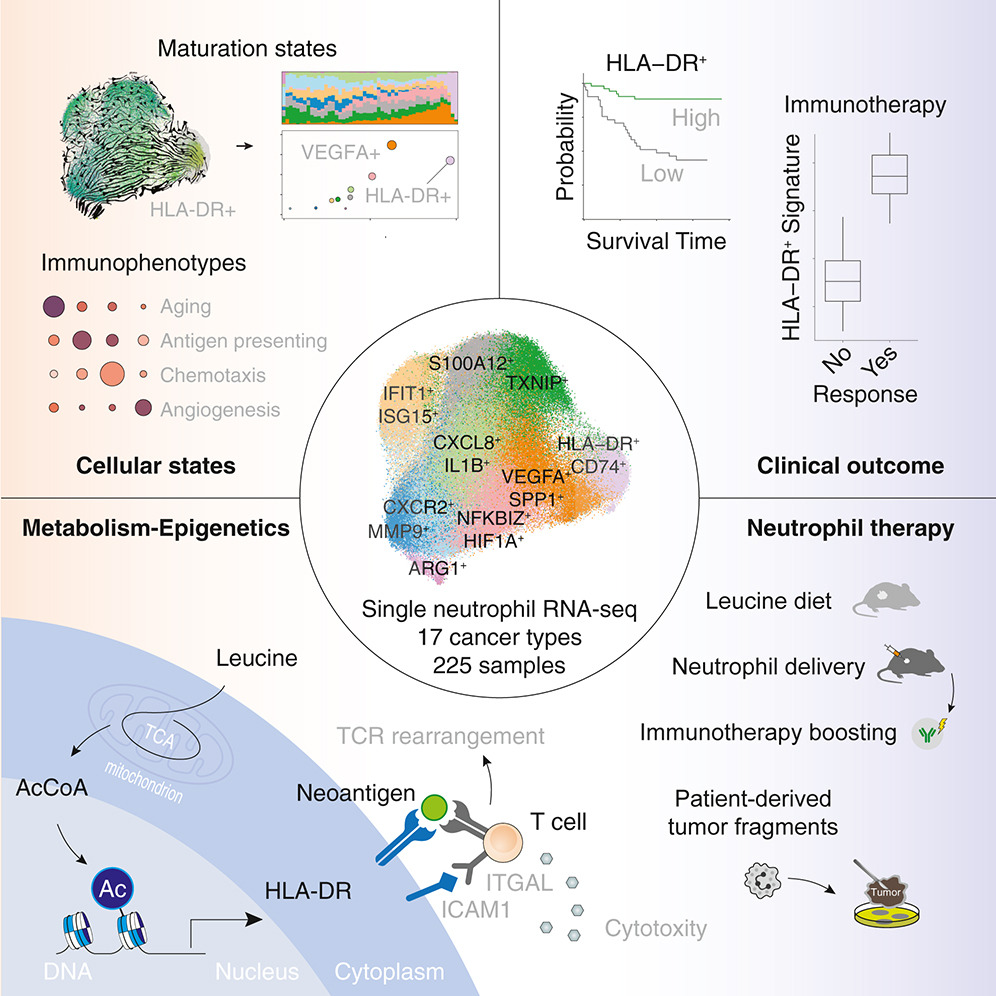 Maturation states
VEGFA+
HLA-DR+
HLA-DR+
Immunophenotypes
Aging
Antigen presenting
Chemotaxis
Angiogenesis
Cellular states
HLA–DR⁺
Probability
High
Low
Survival Time
Immunotherapy
HLA–DR⁺ Signature
No
Yes
Response
Clinical outcome
S100A12⁺
TXNIP⁺
IFIT1⁺
ISG15⁺
CXCL8⁺
IL1B⁺
HLA–DR⁺
CD74⁺
VEGFA⁺
SPP1⁺
CXCR2⁺
MMP9⁺
NFKBIZ⁺
HIF1A⁺
ARG1⁺
Single neutrophil RNA-seq
17 cancer types
225 samples
Metabolism-Epigenetics
Leucine
TCA
mitochondrion
AcCoA
Ac
DNA
Nucleus
Cytoplasm
HLA-DR
Neoantigen
TCR rearrangement
T cell
ITGAL
ICAM1
Cytotoxity
Neutrophil therapy
Leucine diet
Neutrophil delivery
Immunotherapy boosting
Patient-derived
tumor fragments
Tumor